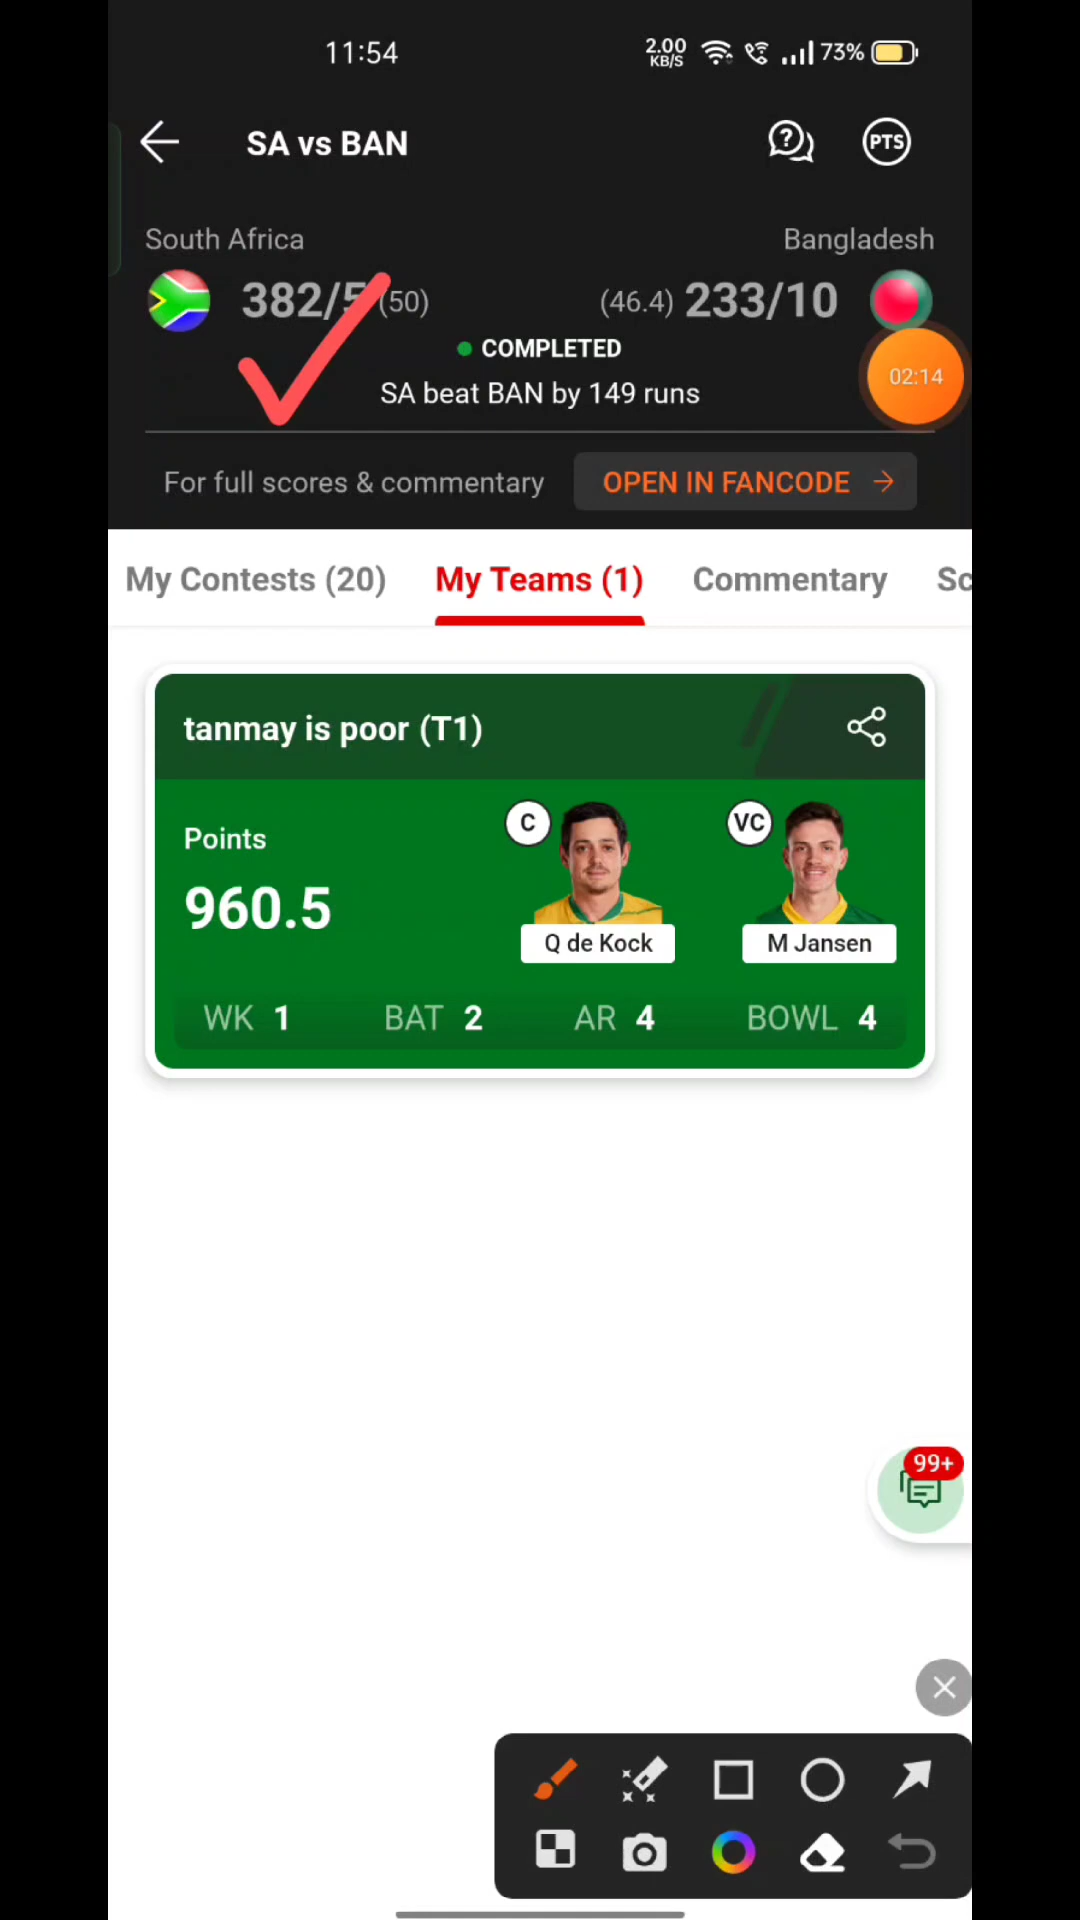 11:54
2.00
KB/S
73%
SA vs BAN
PTS
South Africa
Bangladesh
382/5 (50)
(46.4) 233/10
COMPLETED
02:14
SA beat BAN by 149 runs
For full scores & commentary
OPEN IN FANCODE
My Contests (20)
My Teams (1)
Commentary
Sc
tanmay is poor (T1)
Points
960.5
C
VC
Q de Kock
M Jansen
WK 1
BAT 2
AR 4
BOWL 4
99+